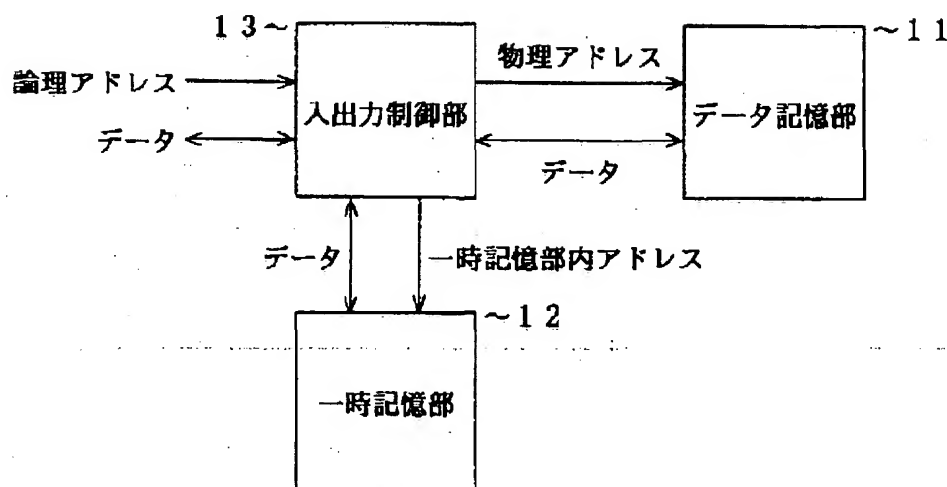 13～
～11
物理アドレス
論理アドレス
入出力制御部
データ記憶部
データ
データ
データ
一時記憶部内アドレス
～12
一時記憶部